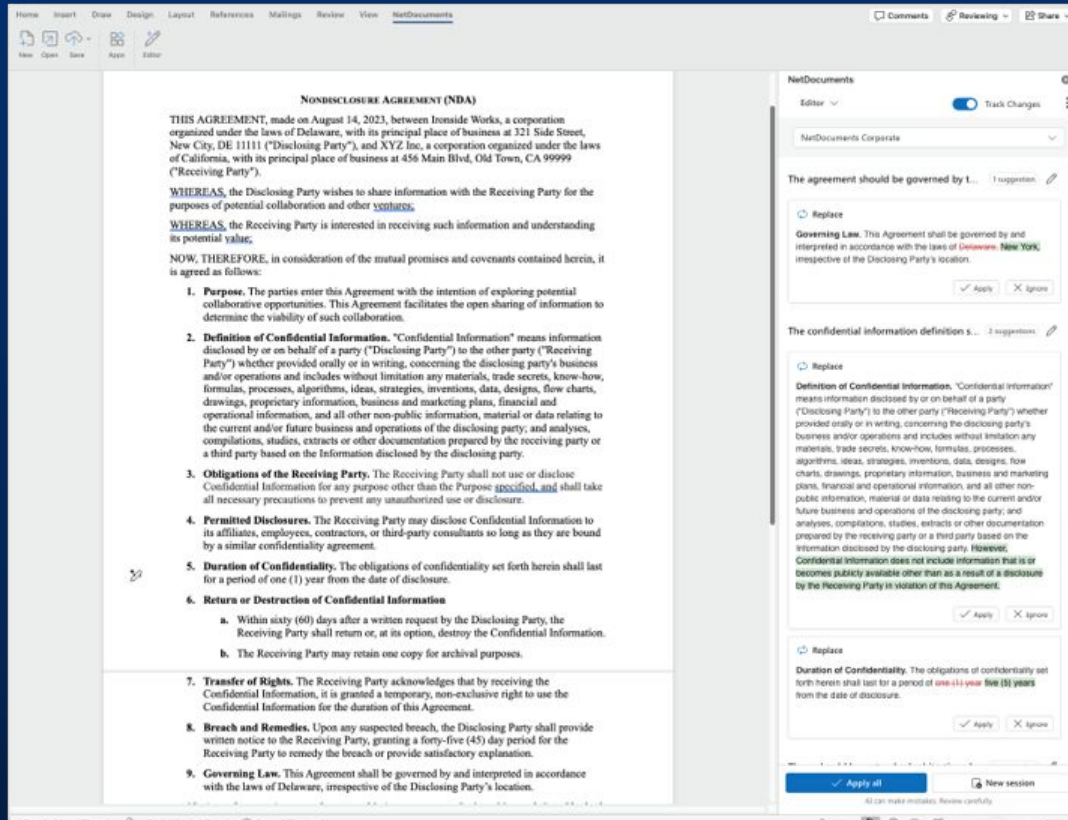 Home Insert Draw Design Layout References Mailings Review View NetDocuments
Comments Reviewing Share
New Open Save Apps Editor
NONDISCLOSURE AGREEMENT (NDA)
THIS AGREEMENT, made on August 14, 2023, between Ironside Works, a corporation
organized under the laws of Delaware, with its principal place of business at 321 Side Street,
New City, DE 11111 ("Disclosing Party"), and XYZ Inc, a corporation organized under the laws
of California, with its principal place of business at 456 Main Blvd, Old Town, CA 99999
("Receiving Party").
WHEREAS, the Disclosing Party wishes to share information with the Receiving Party for the
purposes of potential collaboration and other ventures;
WHEREAS, the Receiving Party is interested in receiving such information and understanding
its potential value;
NOW, THEREFORE, in consideration of the mutual promises and covenants contained herein, it
is agreed as follows:
1. Purpose. The parties enter this Agreement with the intention of exploring potential
collaborative opportunities. This Agreement facilitates the open sharing of information to
determine the viability of such collaboration.
2. Definition of Confidential Information. "Confidential Information" means information
disclosed by or on behalf of a party ("Disclosing Party") to the other party ("Receiving
Party") whether provided orally or in writing, concerning the disclosing party's business
and/or operations and includes without limitation any materials, trade secrets, know-how,
formulas, processes, algorithms, ideas, strategies, inventions, data, designs, flow charts,
drawings, proprietary information, business and marketing plans, financial and
operational information, and all other non-public information, material or data relating to
the current and/or future business and operations of the disclosing party; and analyses,
compilations, studies, extracts or other documentation prepared by the receiving party or
a third party based on the Information disclosed by the disclosing party.
3. Obligations of the Receiving Party. The Receiving Party shall not use or disclose
Confidential Information for any purpose other than the Purpose specified, and shall take
all necessary precautions to prevent any unauthorized use or disclosure.
4. Permitted Disclosures. The Receiving Party may disclose Confidential Information to
its affiliates, employees, contractors, or third-party consultants so long as they are bound
by a similar confidentiality agreement.
5. Duration of Confidentiality. The obligations of confidentiality set forth herein shall last
for a period of one (1) year from the date of disclosure.
6. Return or Destruction of Confidential Information
a. Within sixty (60) days after a written request by the Disclosing Party, the
Receiving Party shall return or, at its option, destroy the Confidential Information.
b. The Receiving Party may retain one copy for archival purposes.
7. Transfer of Rights. The Receiving Party acknowledges that by receiving the
Confidential Information, it is granted a temporary, non-exclusive right to use the
Confidential Information for the duration of this Agreement.
8. Breach and Remedies. Upon any suspected breach, the Disclosing Party shall provide
written notice to the Receiving Party, granting a forty-five (45) day period for the
Receiving Party to remedy the breach or provide satisfactory explanation.
9. Governing Law. This Agreement shall be governed by and interpreted in accordance
with the laws of Delaware, irrespective of the Disclosing Party's location.
NetDocuments
Editor Track Changes
NetDocuments Corporate
The agreement should be governed by t... 1 suggestion
Replace
Governing Law. This Agreement shall be governed by and
interpreted in accordance with the laws of Delaware, New York,
irrespective of the Disclosing Party's location.
Apply Ignore
The confidential information definition s... 2 suggestions
Replace
Definition of Confidential Information. "Confidential Information"
means information disclosed by or on behalf of a party
("Disclosing Party") to the other party ("Receiving Party") whether
provided orally or in writing, concerning the disclosing party's
business and/or operations and includes without limitation any
materials, trade secrets, know-how, formulas, processes,
algorithms, ideas, strategies, inventions, data, designs, flow
charts, drawings, proprietary information, business and marketing
plans, financial and operational information, and all other non-
public information, material or data relating to the current and/or
future business and operations of the disclosing party; and
analyses, compilations, studies, extracts or other documentation
prepared by the receiving party or a third party based on the
Information disclosed by the disclosing party. However,
Confidential Information does not include information that is or
becomes publicly available other than as a result of a disclosure
by the Receiving Party in violation of this Agreement.
Apply Ignore
Replace
Duration of Confidentiality. The obligations of confidentiality set
forth herein shall last for a period of one (1) year five (5) years
from the date of disclosure.
Apply Ignore
Apply all New session
AI can make mistakes. Review carefully.